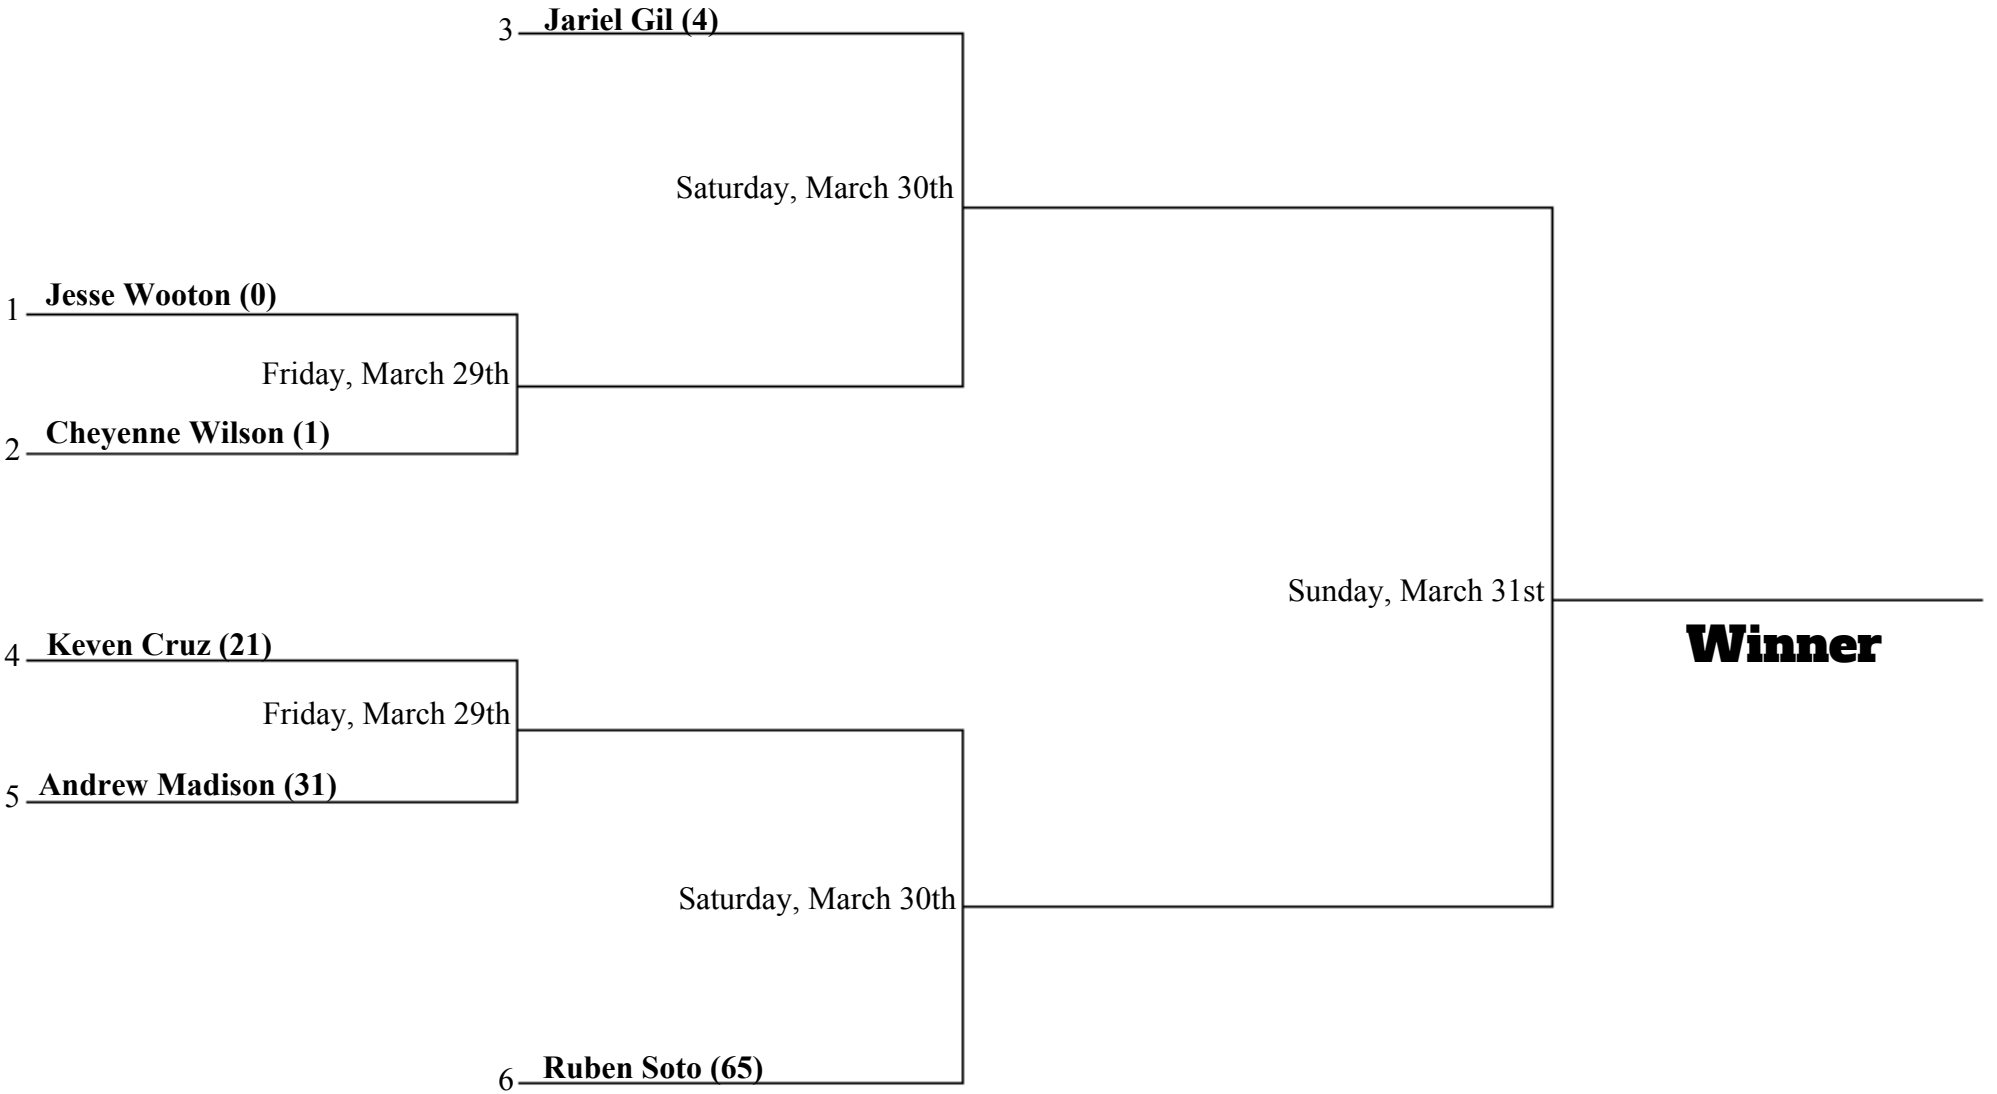 3 Jariel Gil (4)
Saturday, March 30th
1 Jesse Wooton (0)
Friday, March 29th
2 Cheyenne Wilson (1)
Sunday, March 31st
Winner
4 Keven Cruz (21)
Friday, March 29th
5 Andrew Madison (31)
Saturday, March 30th
6 Ruben Soto (65)